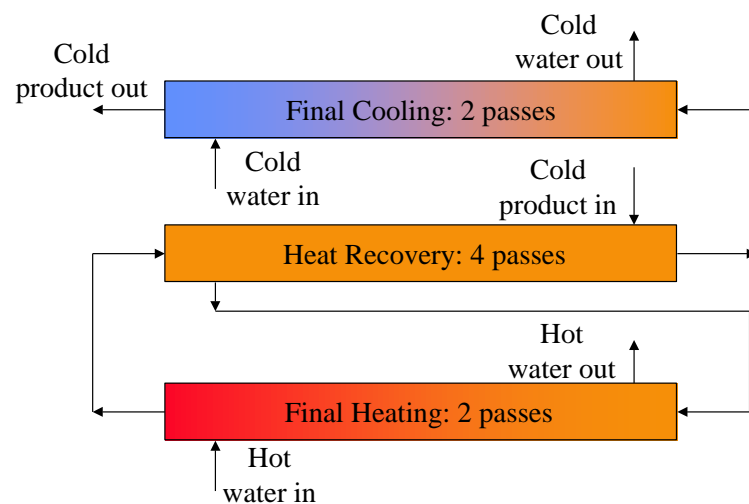 Cold
water out
Cold
product out
Final Cooling: 2 passes
Cold
water in
Cold
product in
Heat Recovery: 4 passes
Hot
water out
Final Heating: 2 passes
Hot
water in